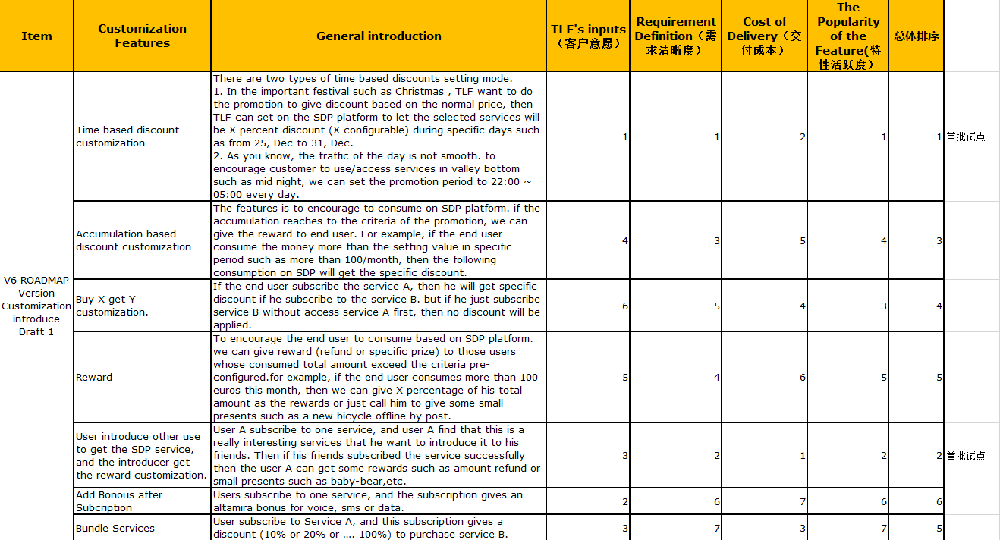 Item
Customization
Features
General introduction
TLF's inputs
（客户意愿）
Requirement
Definition（需
求清晰度）
Cost of
Delivery（交
付成本）
The
Popularity
of the
Feature(特
性活跃度）
总体排序
V6 ROADMAP
Version
Customization
introduce
Draft 1
Time based discount
customization
There are two types of time based discounts setting mode.
1. In the important festival such as Christmas , TLF want to do
the promotion to give discount based on the normal price, then
TLF can set on the SDP platform to let the selected services will
be X percent discount (X configurable) during specific days such
as from 25, Dec to 31, Dec.
2. As you know, the traffic of the day is not smooth. to
encourage customer to use/access services in valley bottom
such as mid night, we can set the promotion period to 22:00 ~
05:00 every day.
1
1
2
1
1
首批试点
Accumulation based
discount customization
The features is to encourage to consume on SDP platform. if the
accumulation reaches to the criteria of the promotion, we can
give the reward to end user. For example, if the end user
consume the money more than the setting value in specific
period such as more than 100/month, then the following
consumption on SDP will get the specific discount.
4
3
5
4
3
Buy X get Y
customization.
If the end user subscribe the service A, then he will get specific
discount if he subscribe to the service B. but if he just subscribe
service B without access service A first, then no discount will be
applied.
6
5
4
3
4
Reward
To encourage the end user to consume based on SDP platform.
we can give reward (refund or specific prize) to those users
whose consumed total amount exceed the criteria pre-
configured.for example, if the end user consumes more than 100
euros this month, then we can give X percentage of his total
amount as the rewards or just call him to give some small
presents such as a new bicycle offline by post.
5
4
6
5
5
User introduce other use
to get the SDP service,
and the introducer get
the reward customization.
User A subscribe to one service, and user A find that this is a
really interesting services that he want to introduce it to his
friends. Then if his friends subscribed the service successfully
then the user A can get some rewards such as amount refund or
small presents such as baby-bear,etc.
3
2
1
2
2
首批试点
Add Bonous after
Subcription
Users subscribe to one service, and the subscription gives an
altamira bonus for voice, sms or data.
2
6
7
6
6
Bundle Services
User subscribe to Service A, and this subscription gives a
discount (10% or 20% or .... 100%) to purchase service B.
3
7
3
7
5